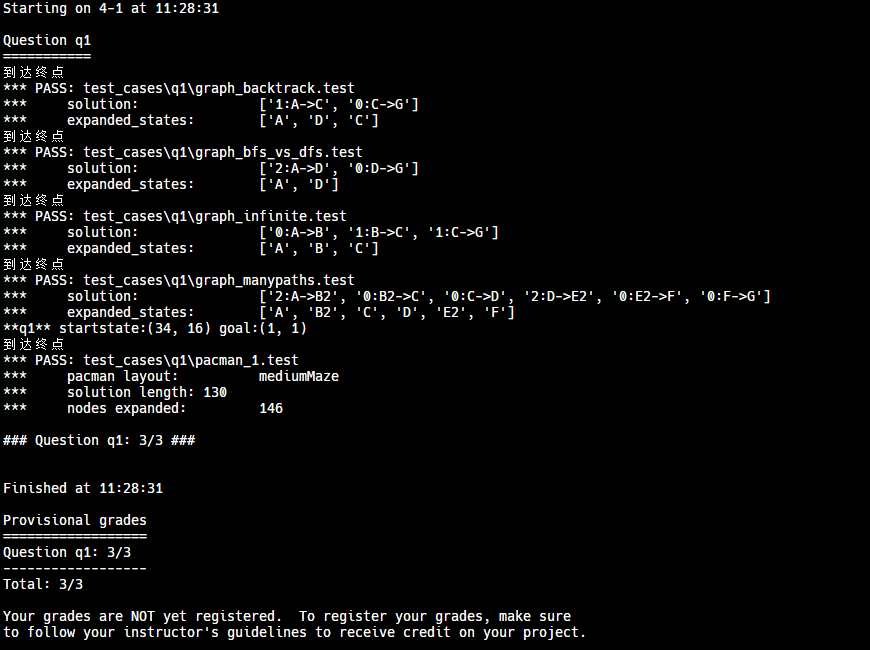 Starting on 4-1 at 11:28:31
Question q1
===========
到达终点
*** PASS: test_cases\q1\graph_backtrack.test
***     solution:               ['1:A->C', '0:C->G']
***     expanded_states:        ['A', 'D', 'C']
到达终点
*** PASS: test_cases\q1\graph_bfs_vs_dfs.test
***     solution:               ['2:A->D', '0:D->G']
***     expanded_states:        ['A', 'D']
到达终点
*** PASS: test_cases\q1\graph_infinite.test
***     solution:               ['0:A->B', '1:B->C', '1:C->G']
***     expanded_states:        ['A', 'B', 'C']
到达终点
*** PASS: test_cases\q1\graph_manypaths.test
***     solution:               ['2:A->B2', '0:B2->C', '0:C->D', '2:D->E2', '0:E2->F', '0:F->G']
***     expanded_states:        ['A', 'B2', 'C', 'D', 'E2', 'F']
**q1** startstate:(34, 16) goal:(1, 1)
到达终点
*** PASS: test_cases\q1\pacman_1.test
***     pacman layout:          mediumMaze
***     solution length: 130
***     nodes expanded:         146
### Question q1: 3/3 ###
Finished at 11:28:31
Provisional grades
==================
Question q1: 3/3
------------------
Total: 3/3
Your grades are NOT yet registered.  To register your grades, make sure
to follow your instructor's guidelines to receive credit on your project.